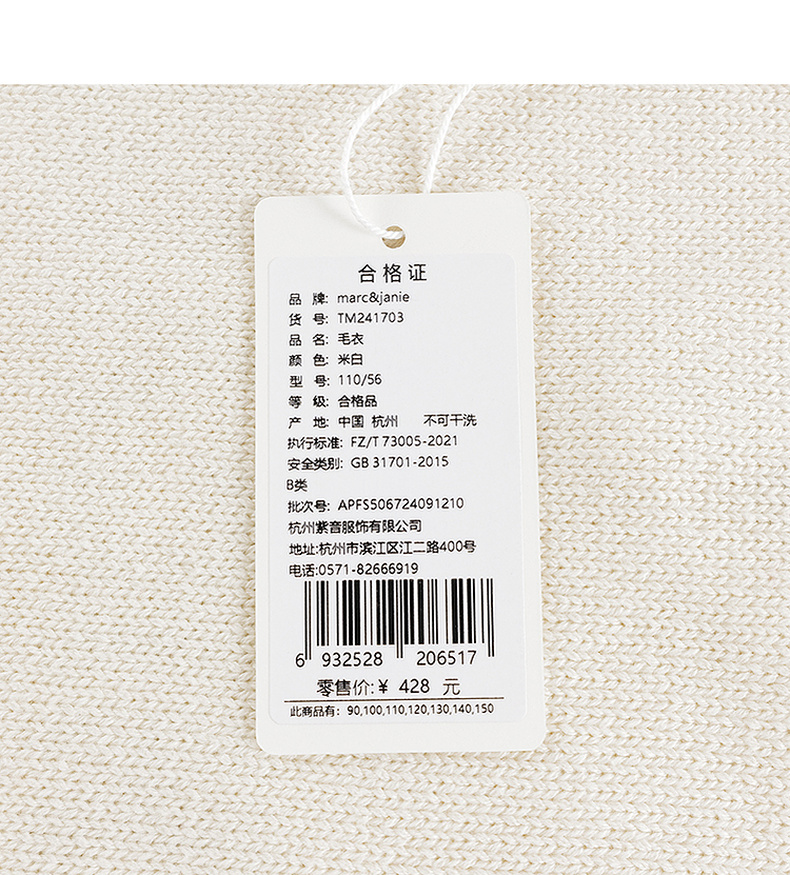 合格证
品 牌: marc&janie
货 号: TM241703
品 名: 毛衣
颜 色: 米白
型 号: 110/56
等 级: 合格品
产 地: 中国 杭州 不可干洗
执行标准: FZ/T 73005-2021
安全类别: GB 31701-2015
B类
批次号: APFS506724091210
杭州紫音服饰有限公司
地址:杭州市滨江区江二路400号
电话:0571-82666919
6 932528 206517
零售价:¥ 428 元
此商品有: 90,100,110,120,130,140,150